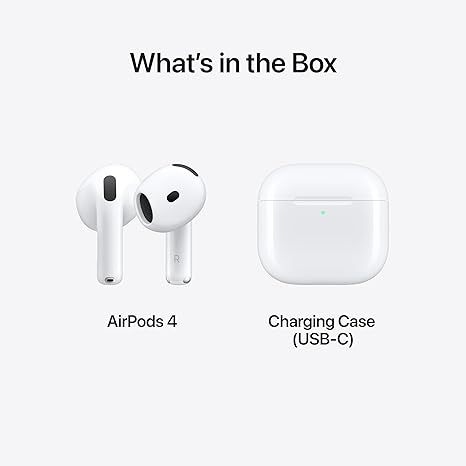 What’s in the Box
R
AirPods 4
Charging Case
(USB-C)